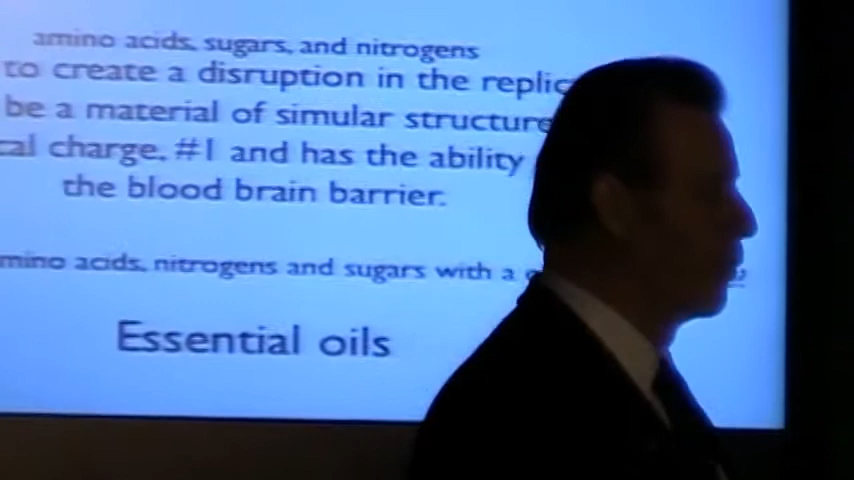 amino acids, sugars, and nitrogens
to create a disruption in the replic
be a material of simular structure
cal charge, #1 and has the ability
the blood brain barrier.
mino acids, nitrogens and sugars with a
Essential oils